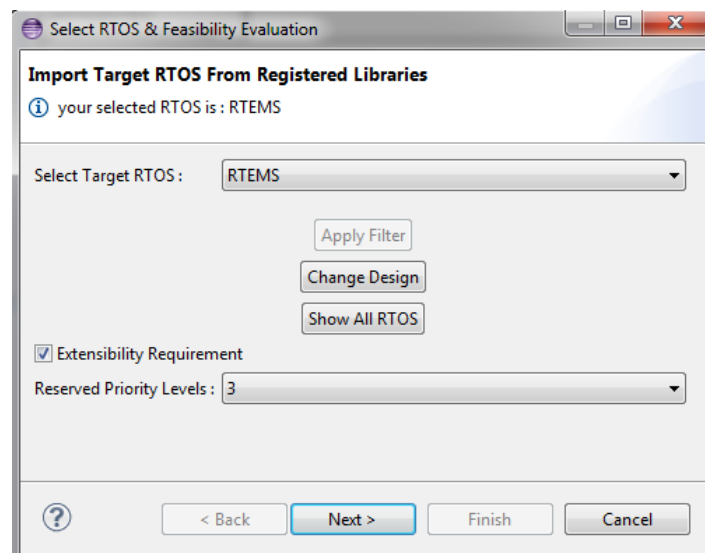 Select RTOS & Feasibility Evaluation
Import Target RTOS From Registered Libraries
your selected RTOS is : RTEMS
Select Target RTOS : RTEMS
Apply Filter
Change Design
Show All RTOS
Extensibility Requirement
Reserved Priority Levels : 3
< Back Next > Finish Cancel